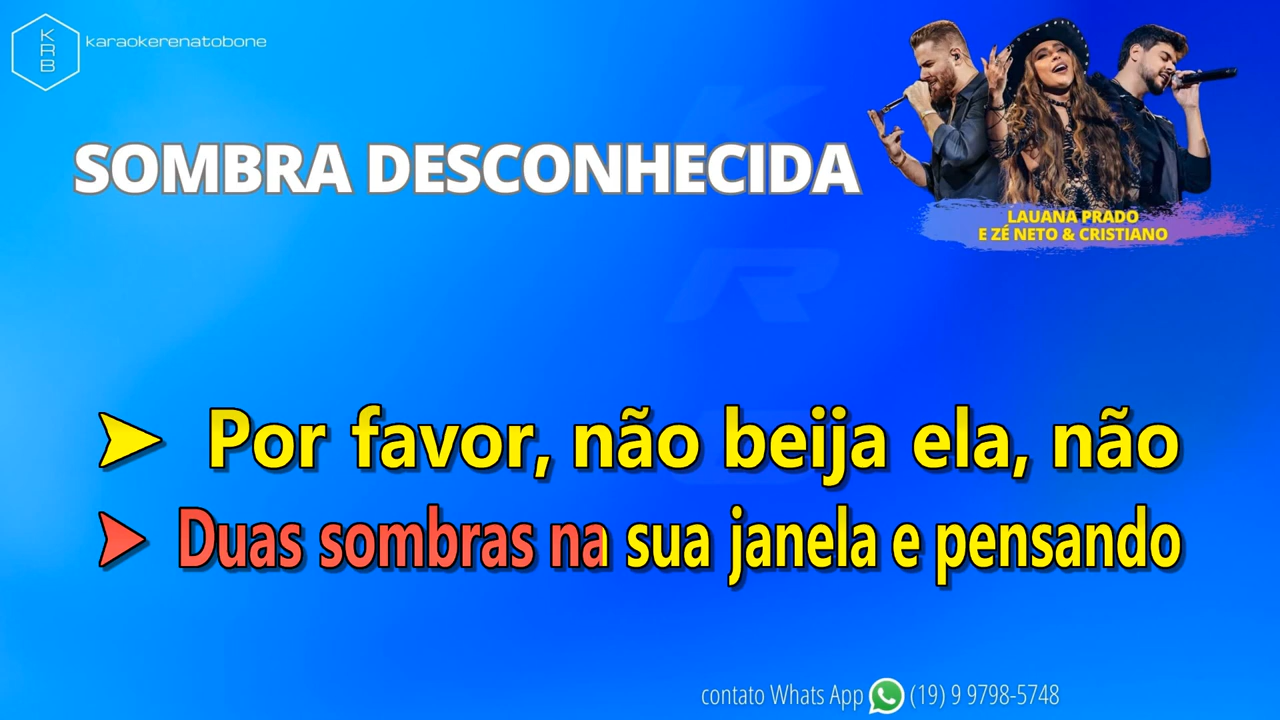 K
R
B
karaokerenatobone
SOMBRA DESCONHECIDA
LAUANA PRADO
E ZÉ NETO & CRISTIANO
K
R
➤ Por favor, não beija ela, não
➤ Duas sombras na sua janela e pensando
contato Whats App (19) 9 9798-5748